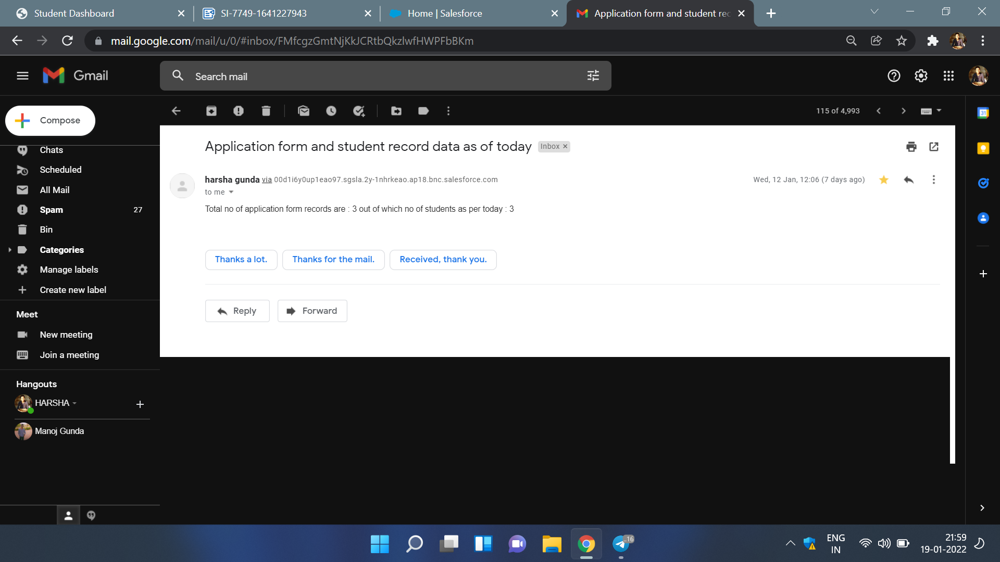 Student Dashboard
SI-7749-1641227943
Home | Salesforce
Application form and student rec
mail.google.com/mail/u/0/#inbox/FMfcgzGmtNjKkJCRtbQkzlwfHWPFbBKm
Gmail
Search mail
Compose
115 of 4,993
31
Chats
Scheduled
All Mail
Spam 27
Bin
Categories
Manage labels
Create new label
Meet
New meeting
Join a meeting
Hangouts
HARSHA
Manoj Gunda
Application form and student record data as of today Inbox ×
harsha gunda via 00d1i6y0up1eao97.sgsla.2y-1nhrkeao.ap18.bnc.salesforce.com
Wed, 12 Jan, 12:06 (7 days ago)
to me
Total no of application form records are : 3 out of which no of students as per today : 3
Thanks a lot.
Thanks for the mail.
Received, thank you.
Reply
Forward
..16
ENG
IN
21:59
19-01-2022